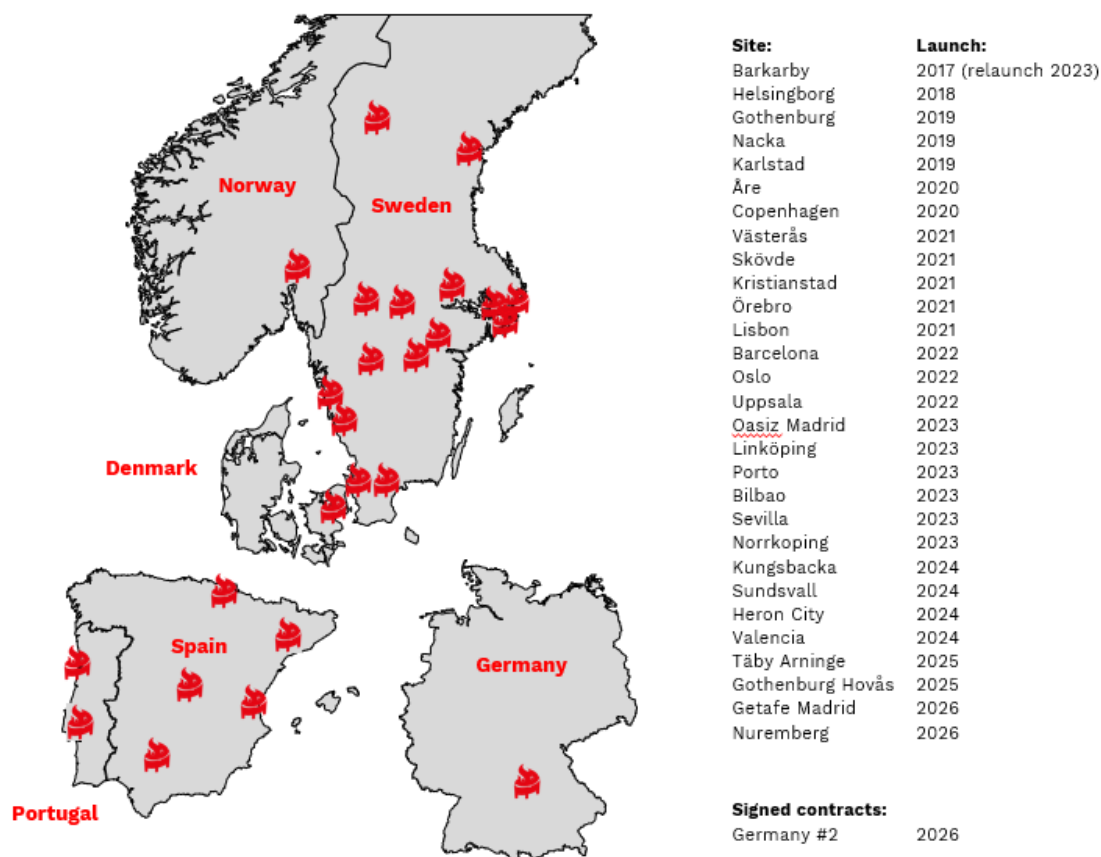 Norway
Sweden
Denmark
Spain
Germany
Portugal
Site: Launch:
Barkarby 2017 (relaunch 2023)
Helsingborg 2018
Gothenburg 2019
Nacka 2019
Karlstad 2019
Åre 2020
Copenhagen 2020
Västerås 2021
Skövde 2021
Kristianstad 2021
Örebro 2021
Lisbon 2021
Barcelona 2022
Oslo 2022
Uppsala 2022
Oasiz Madrid 2023
Linköping 2023
Porto 2023
Bilbao 2023
Sevilla 2023
Norrkoping 2023
Kungsbacka 2024
Sundsvall 2024
Heron City 2024
Valencia 2024
Täby Arninge 2025
Gothenburg Hovås 2025
Getafe Madrid 2026
Nuremberg 2026
Signed contracts:
Germany #2 2026